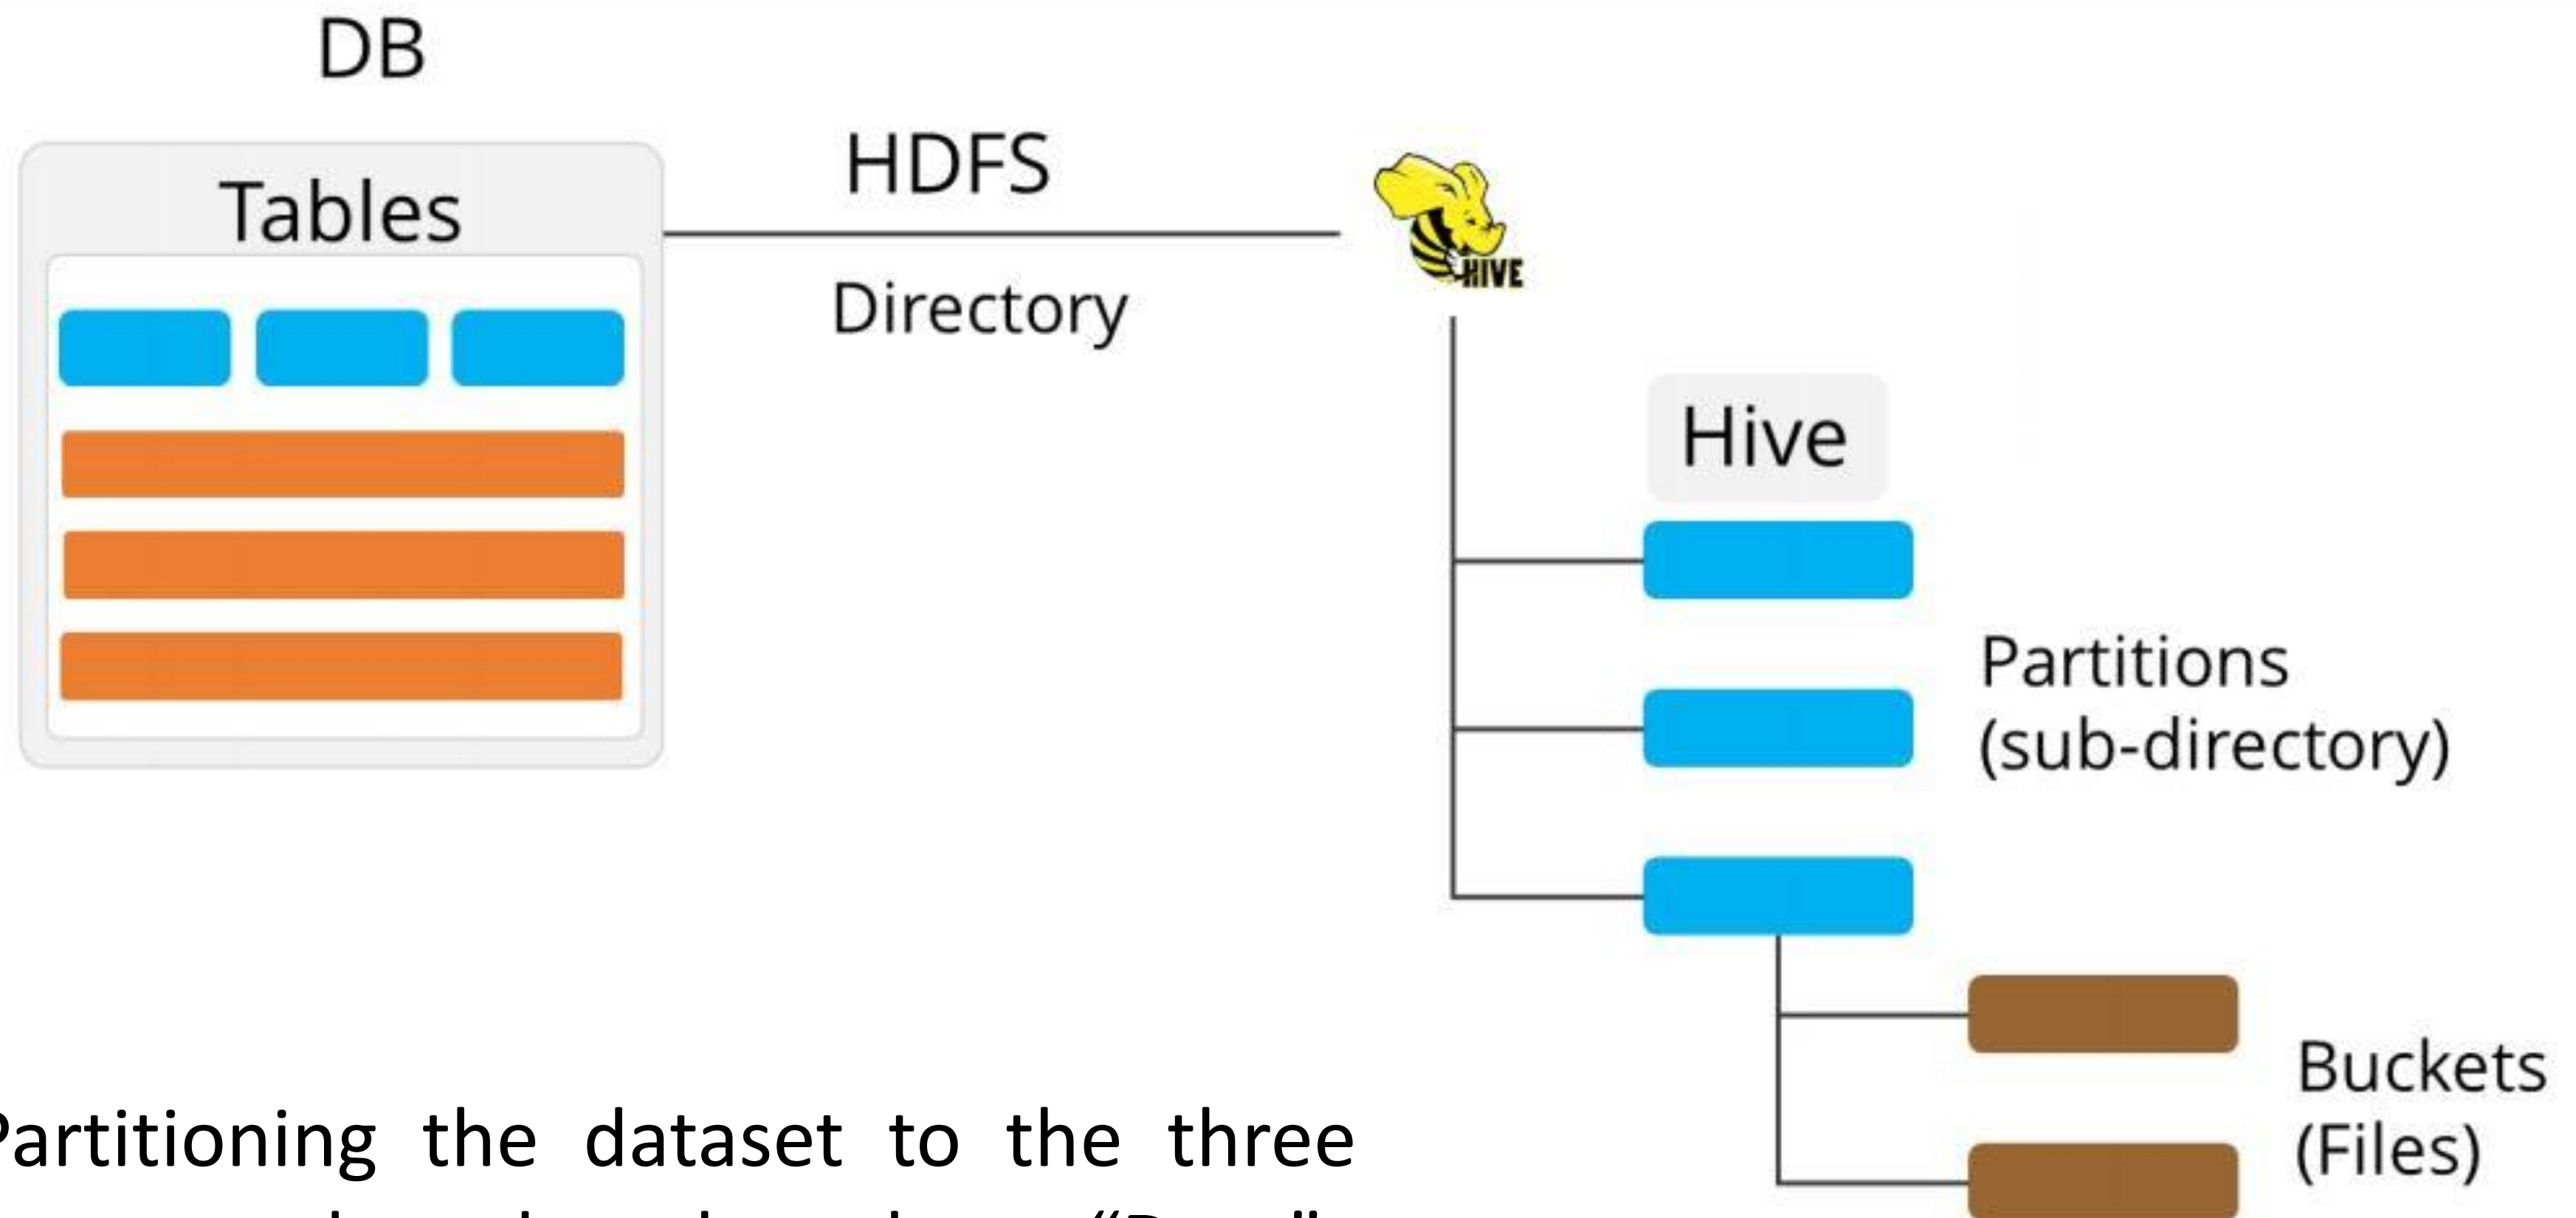 DB
Tables
HDFS
Directory
HIVE
Hive
Partitions
(sub-directory)
Buckets
(Files)
Partitioning the dataset to the three